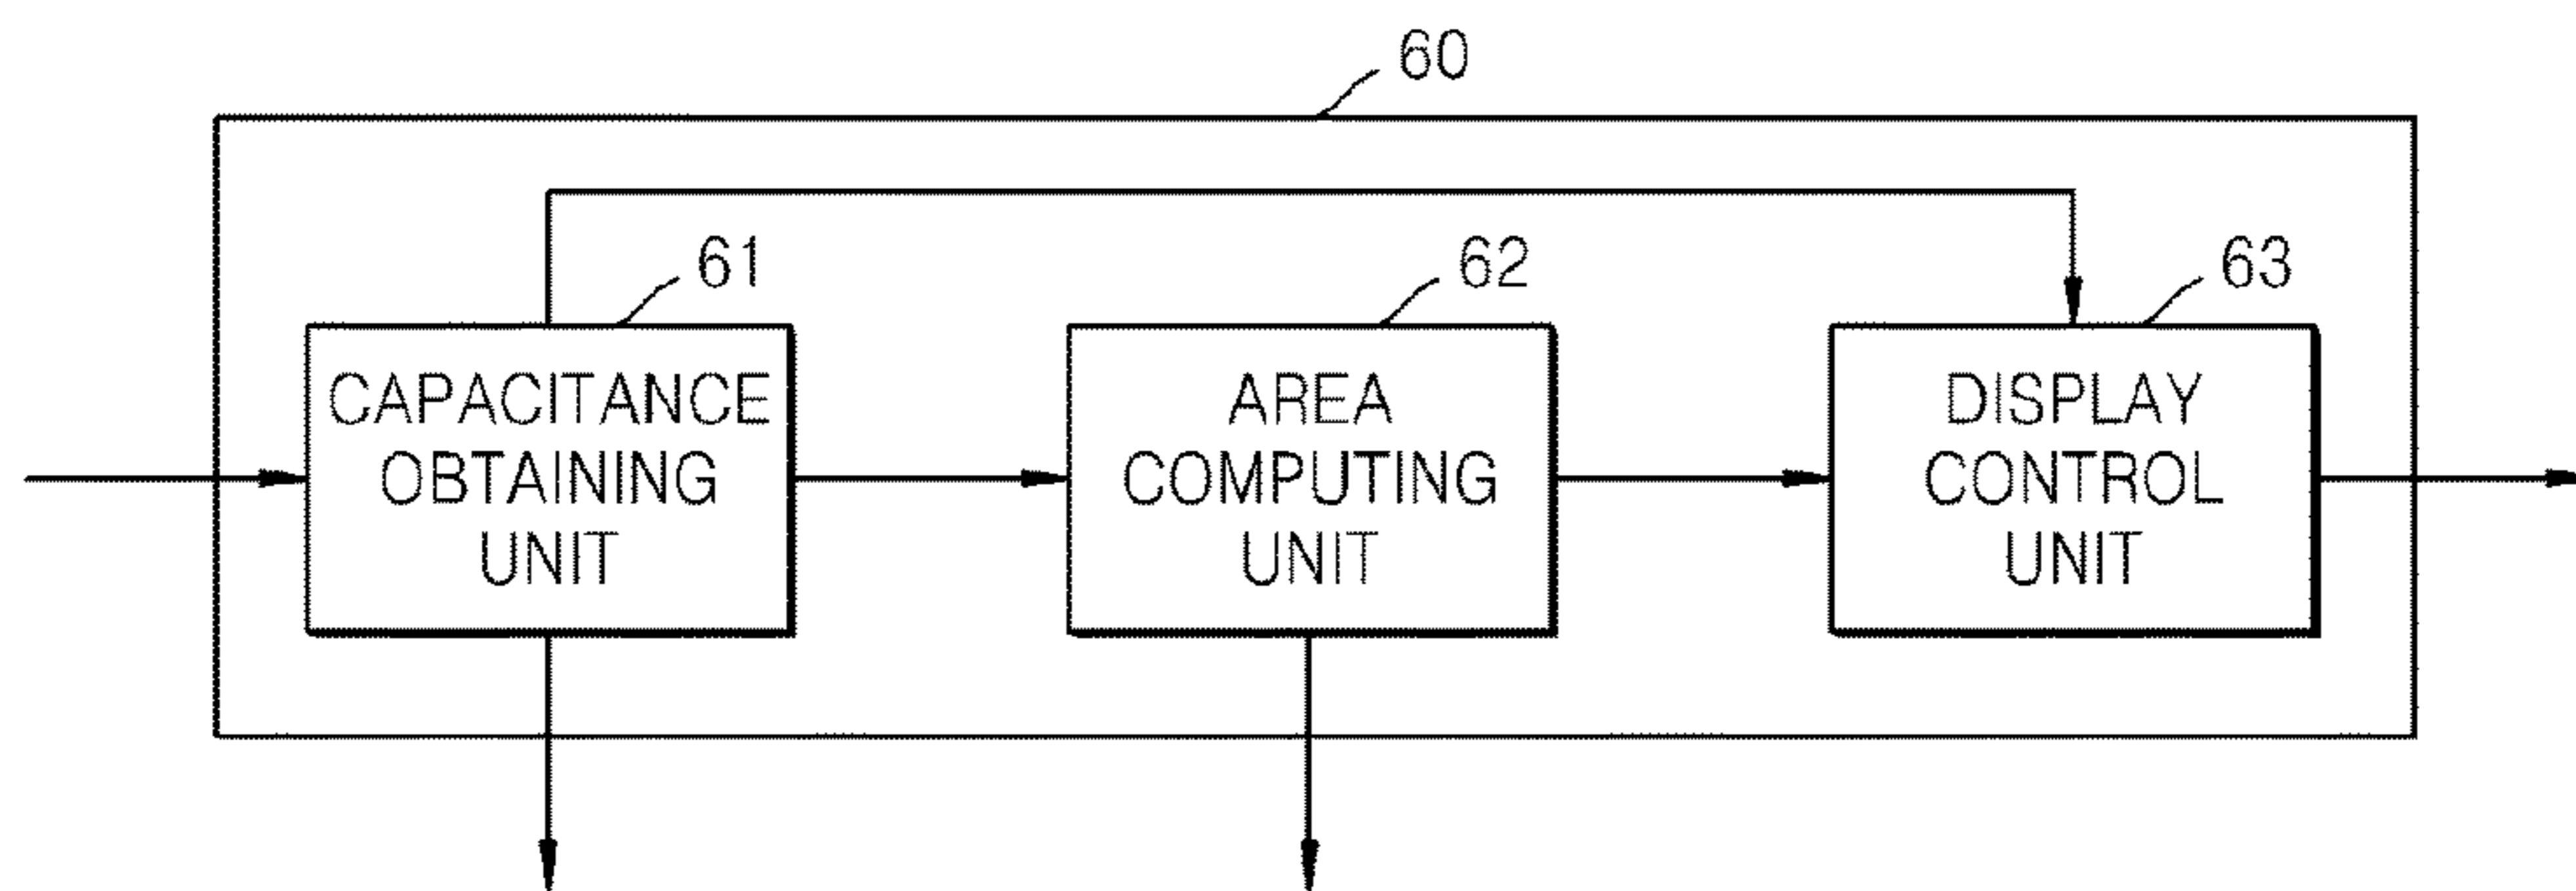 60
61
62
63
CAPACITANCE
OBTAINING
UNIT
AREA
COMPUTING
UNIT
DISPLAY
CONTROL
UNIT